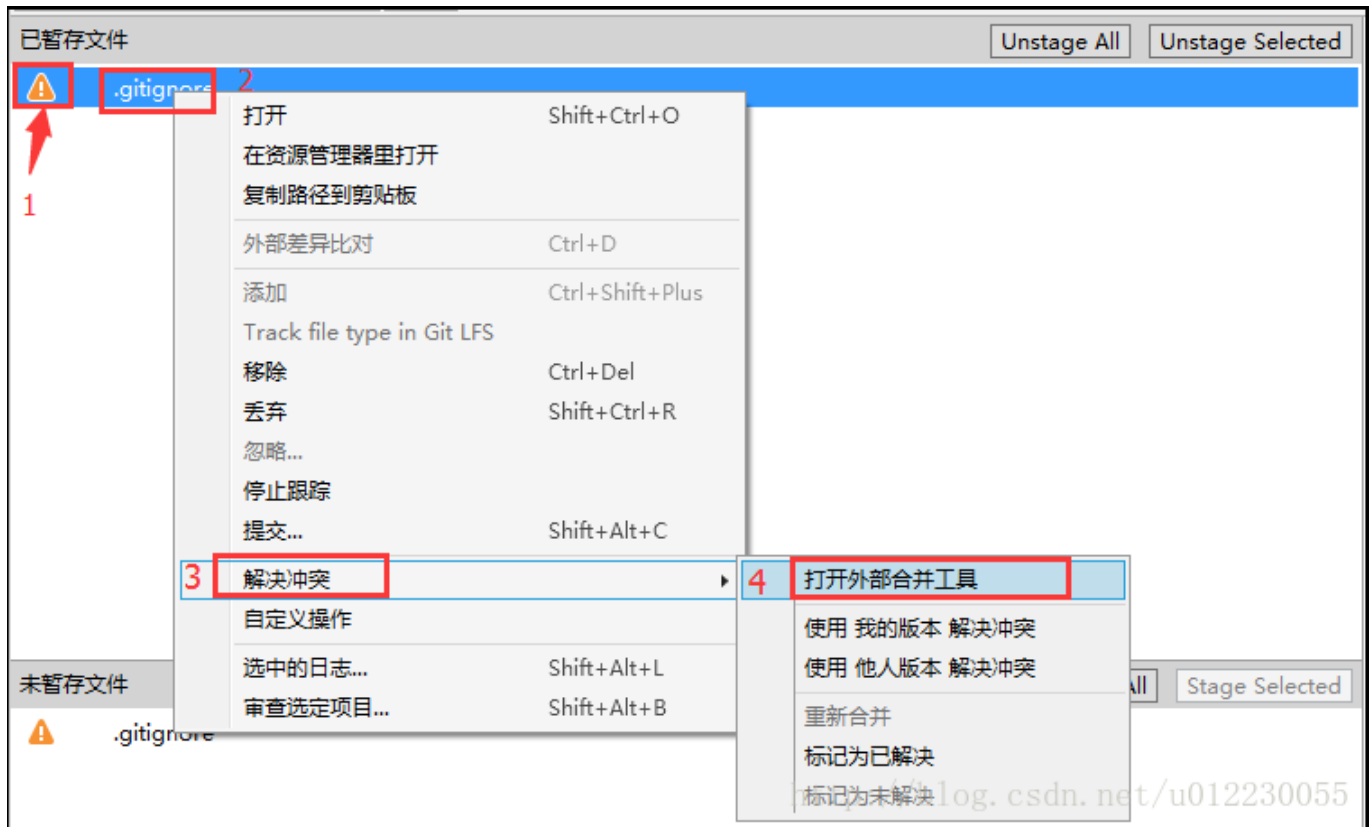 已暂存文件 Unstage All Unstage Selected
.gitignore 2
1
打开 Shift+Ctrl+O
在资源管理器里打开
复制路径到剪贴板
外部差异比对 Ctrl+D
添加 Ctrl+Shift+Plus
Track file type in Git LFS
移除 Ctrl+Del
丢弃 Shift+Ctrl+R
忽略...
停止跟踪
提交... Shift+Alt+C
3 解决冲突
自定义操作
选中的日志... Shift+Alt+L
审查选定项目... Shift+Alt+B
4 打开外部合并工具
使用 我的版本 解决冲突
使用 他人版本 解决冲突
重新合并
标记为已解决
标记为未解决
未暂存文件 Stage Selected
.gitignore
http://blog.csdn.net/u012230055